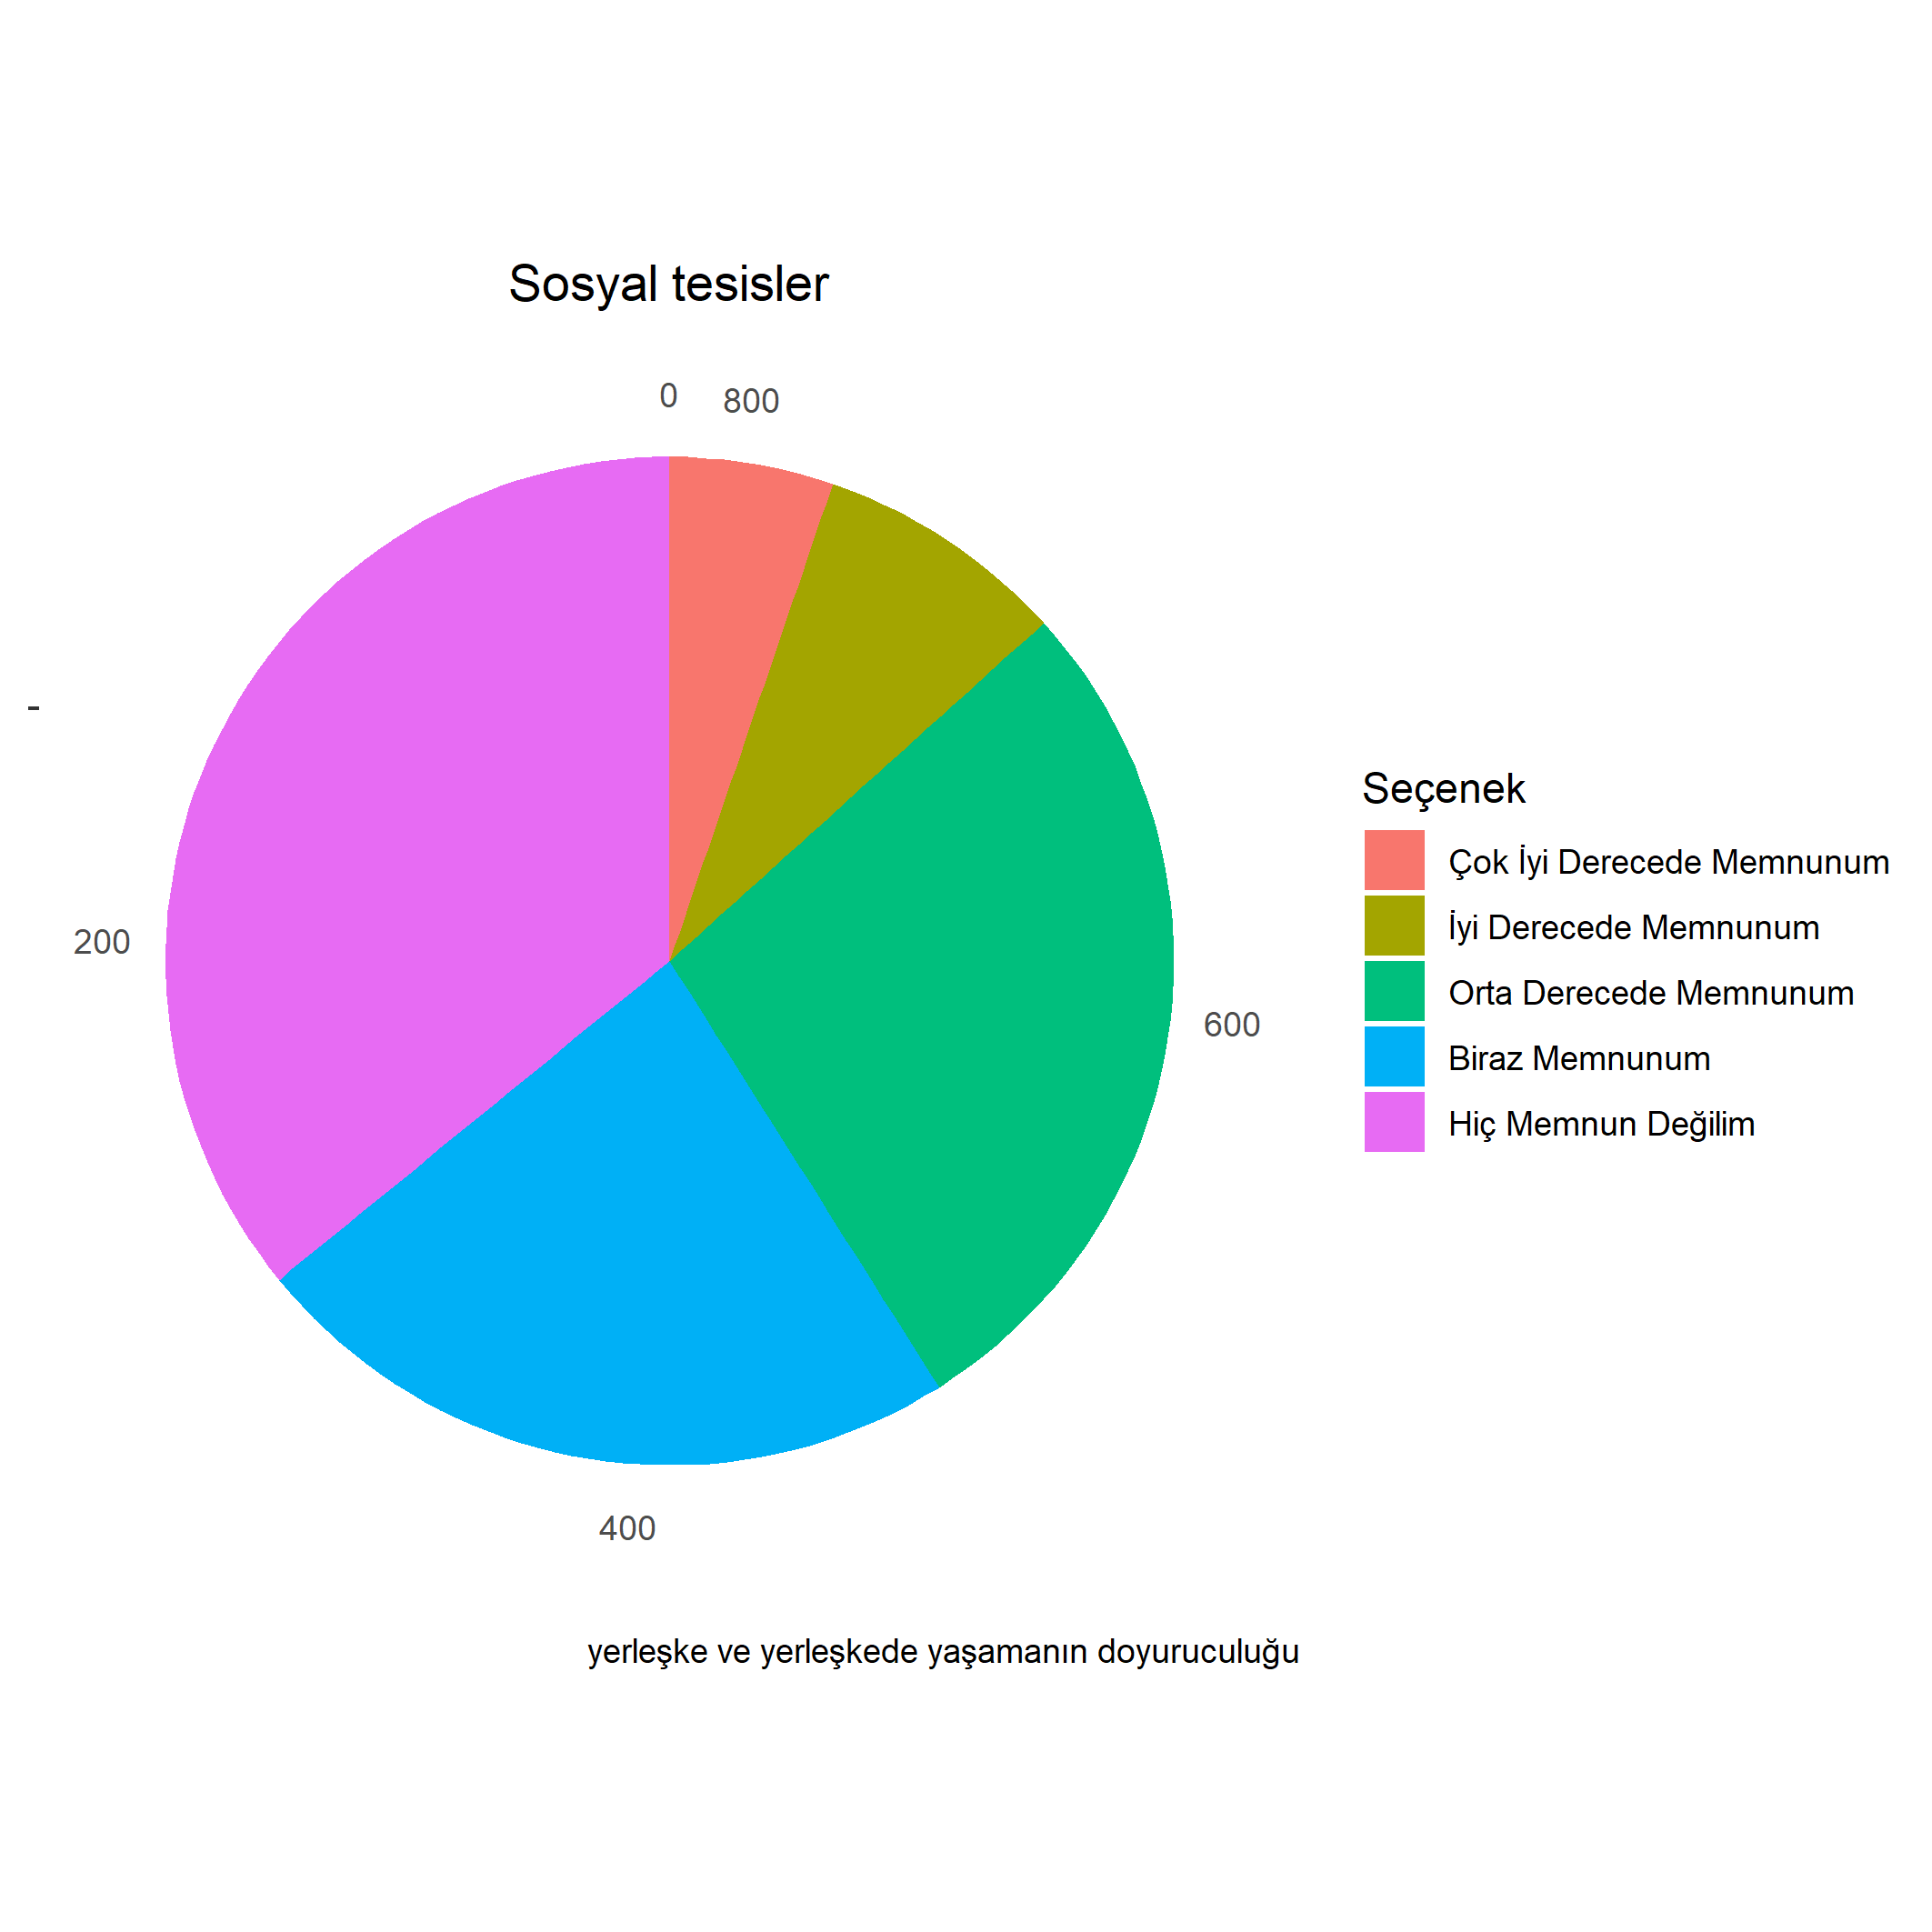 Sosyal tesisler
0
800
-
200
600
400
Seçenek
Çok İyi Derecede Memnunum
İyi Derecede Memnunum
Orta Derecede Memnunum
Biraz Memnunum
Hiç Memnun Değilim
yerleşke ve yerleşkede yaşamanın doyuruculuğu